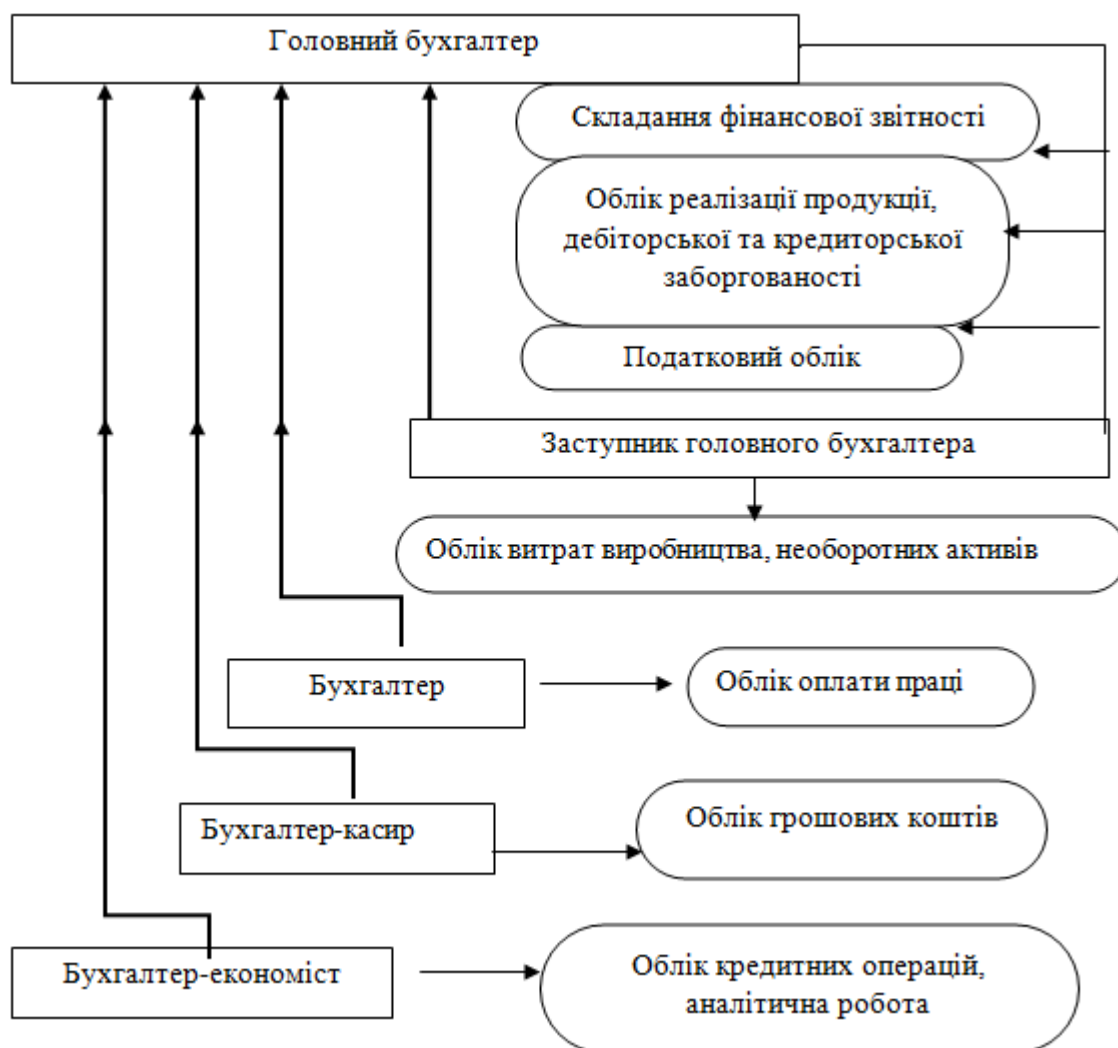 Головний бухгалтер
Складання фінансової звітності
Облік реалізації продукції,
дебіторської та кредиторської
заборгованості
Податковий облік
Заступник головного бухгалтера
Облік витрат виробництва, необоротних активів
Бухгалтер
Облік оплати праці
Бухгалтер-касир
Облік грошових коштів
Бухгалтер-економіст
Облік кредитних операцій,
аналітична робота